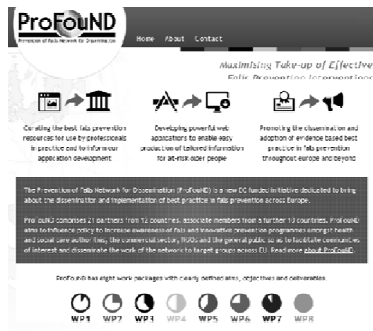 ProFouND
Prevention of Falls Network for Dissemination
Home About Contact
Maximising Take-up of Effective
Falls Prevention Interventions
Curating the best falls prevention
resources for use by professionals
in practice and to inform our
application development
Developing powerful web
applications to enable easy
production of tailored information
for at-risk older people
Promoting the dissemination and
adoption of evidence based best
practice in falls prevention
throughout europe and beyond
The Prevention of Falls Network for Dissemination (ProFouND) is a new EC funded initiative dedicated to bring
about the dissemination and implementation of best practice in falls prevention across Europe.
ProFouND comprises 21 partners from 12 countries, associate members from a further 10 countries. ProFouND
aims to influence policy to increase awareness of falls and innovative prevention programmes amongst health
and social care authorities, the commercial sector, NGOs and the general public so as to facilitate communities
of interest and disseminate the work of the network to target groups across EU. Read more about ProFouND.
ProFouND has eight work packages with clearly defined aims, objectives and deliverables
WP1 WP2 WP3 WP4 WP5 WP6 WP7 WP8